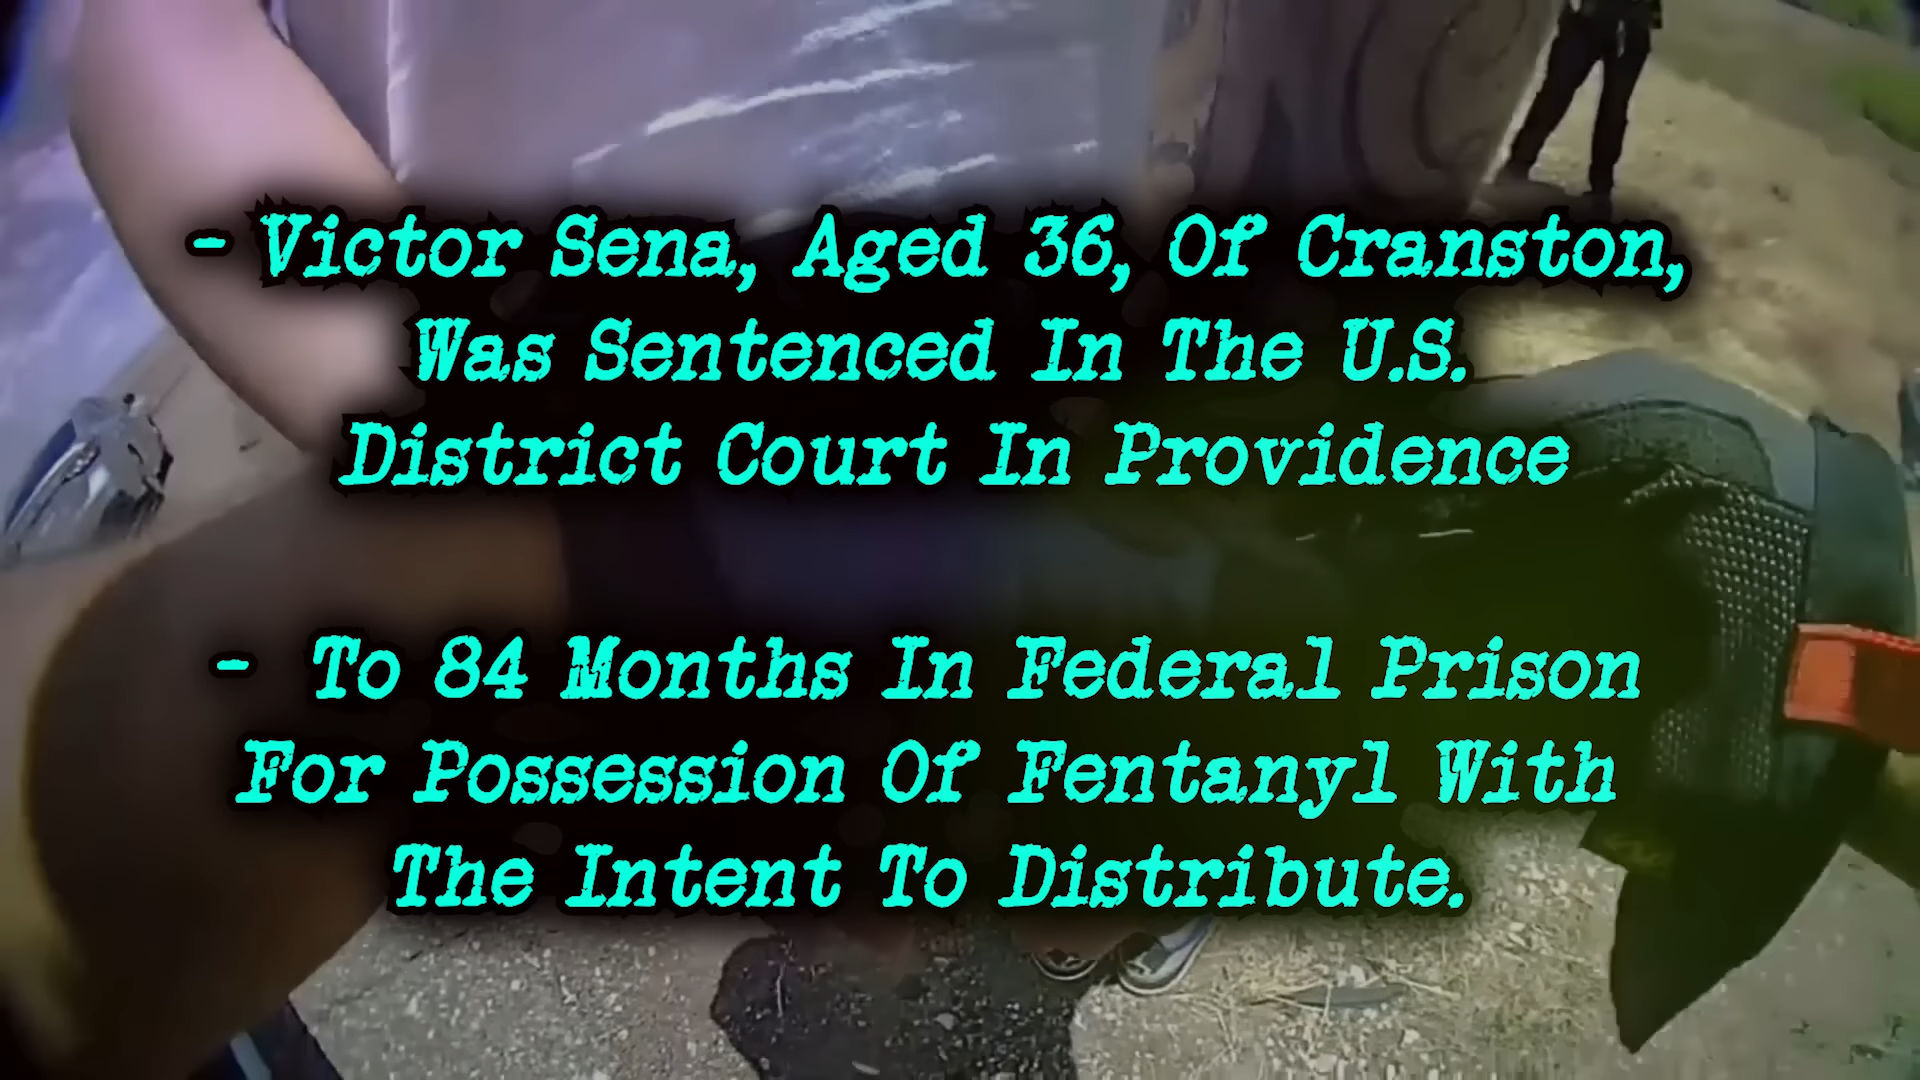 - Victor Sena, Aged 36, Of Cranston,
Was Sentenced In The U.S.
District Court In Providence
- To 84 Months In Federal Prison
For Possession Of Fentanyl With
The Intent To Distribute.